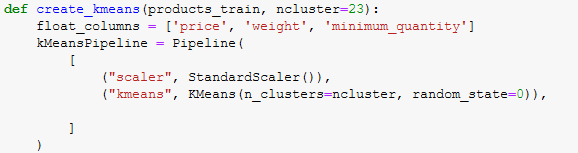 def create_kmeans(products_train, ncluster=23):
    float_columns = ['price', 'weight', 'minimum_quantity']
    kMeansPipeline = Pipeline(
        [
            ("scaler", StandardScaler()),
            ("kmeans", KMeans(n_clusters=ncluster, random_state=0)),
        ]
    )